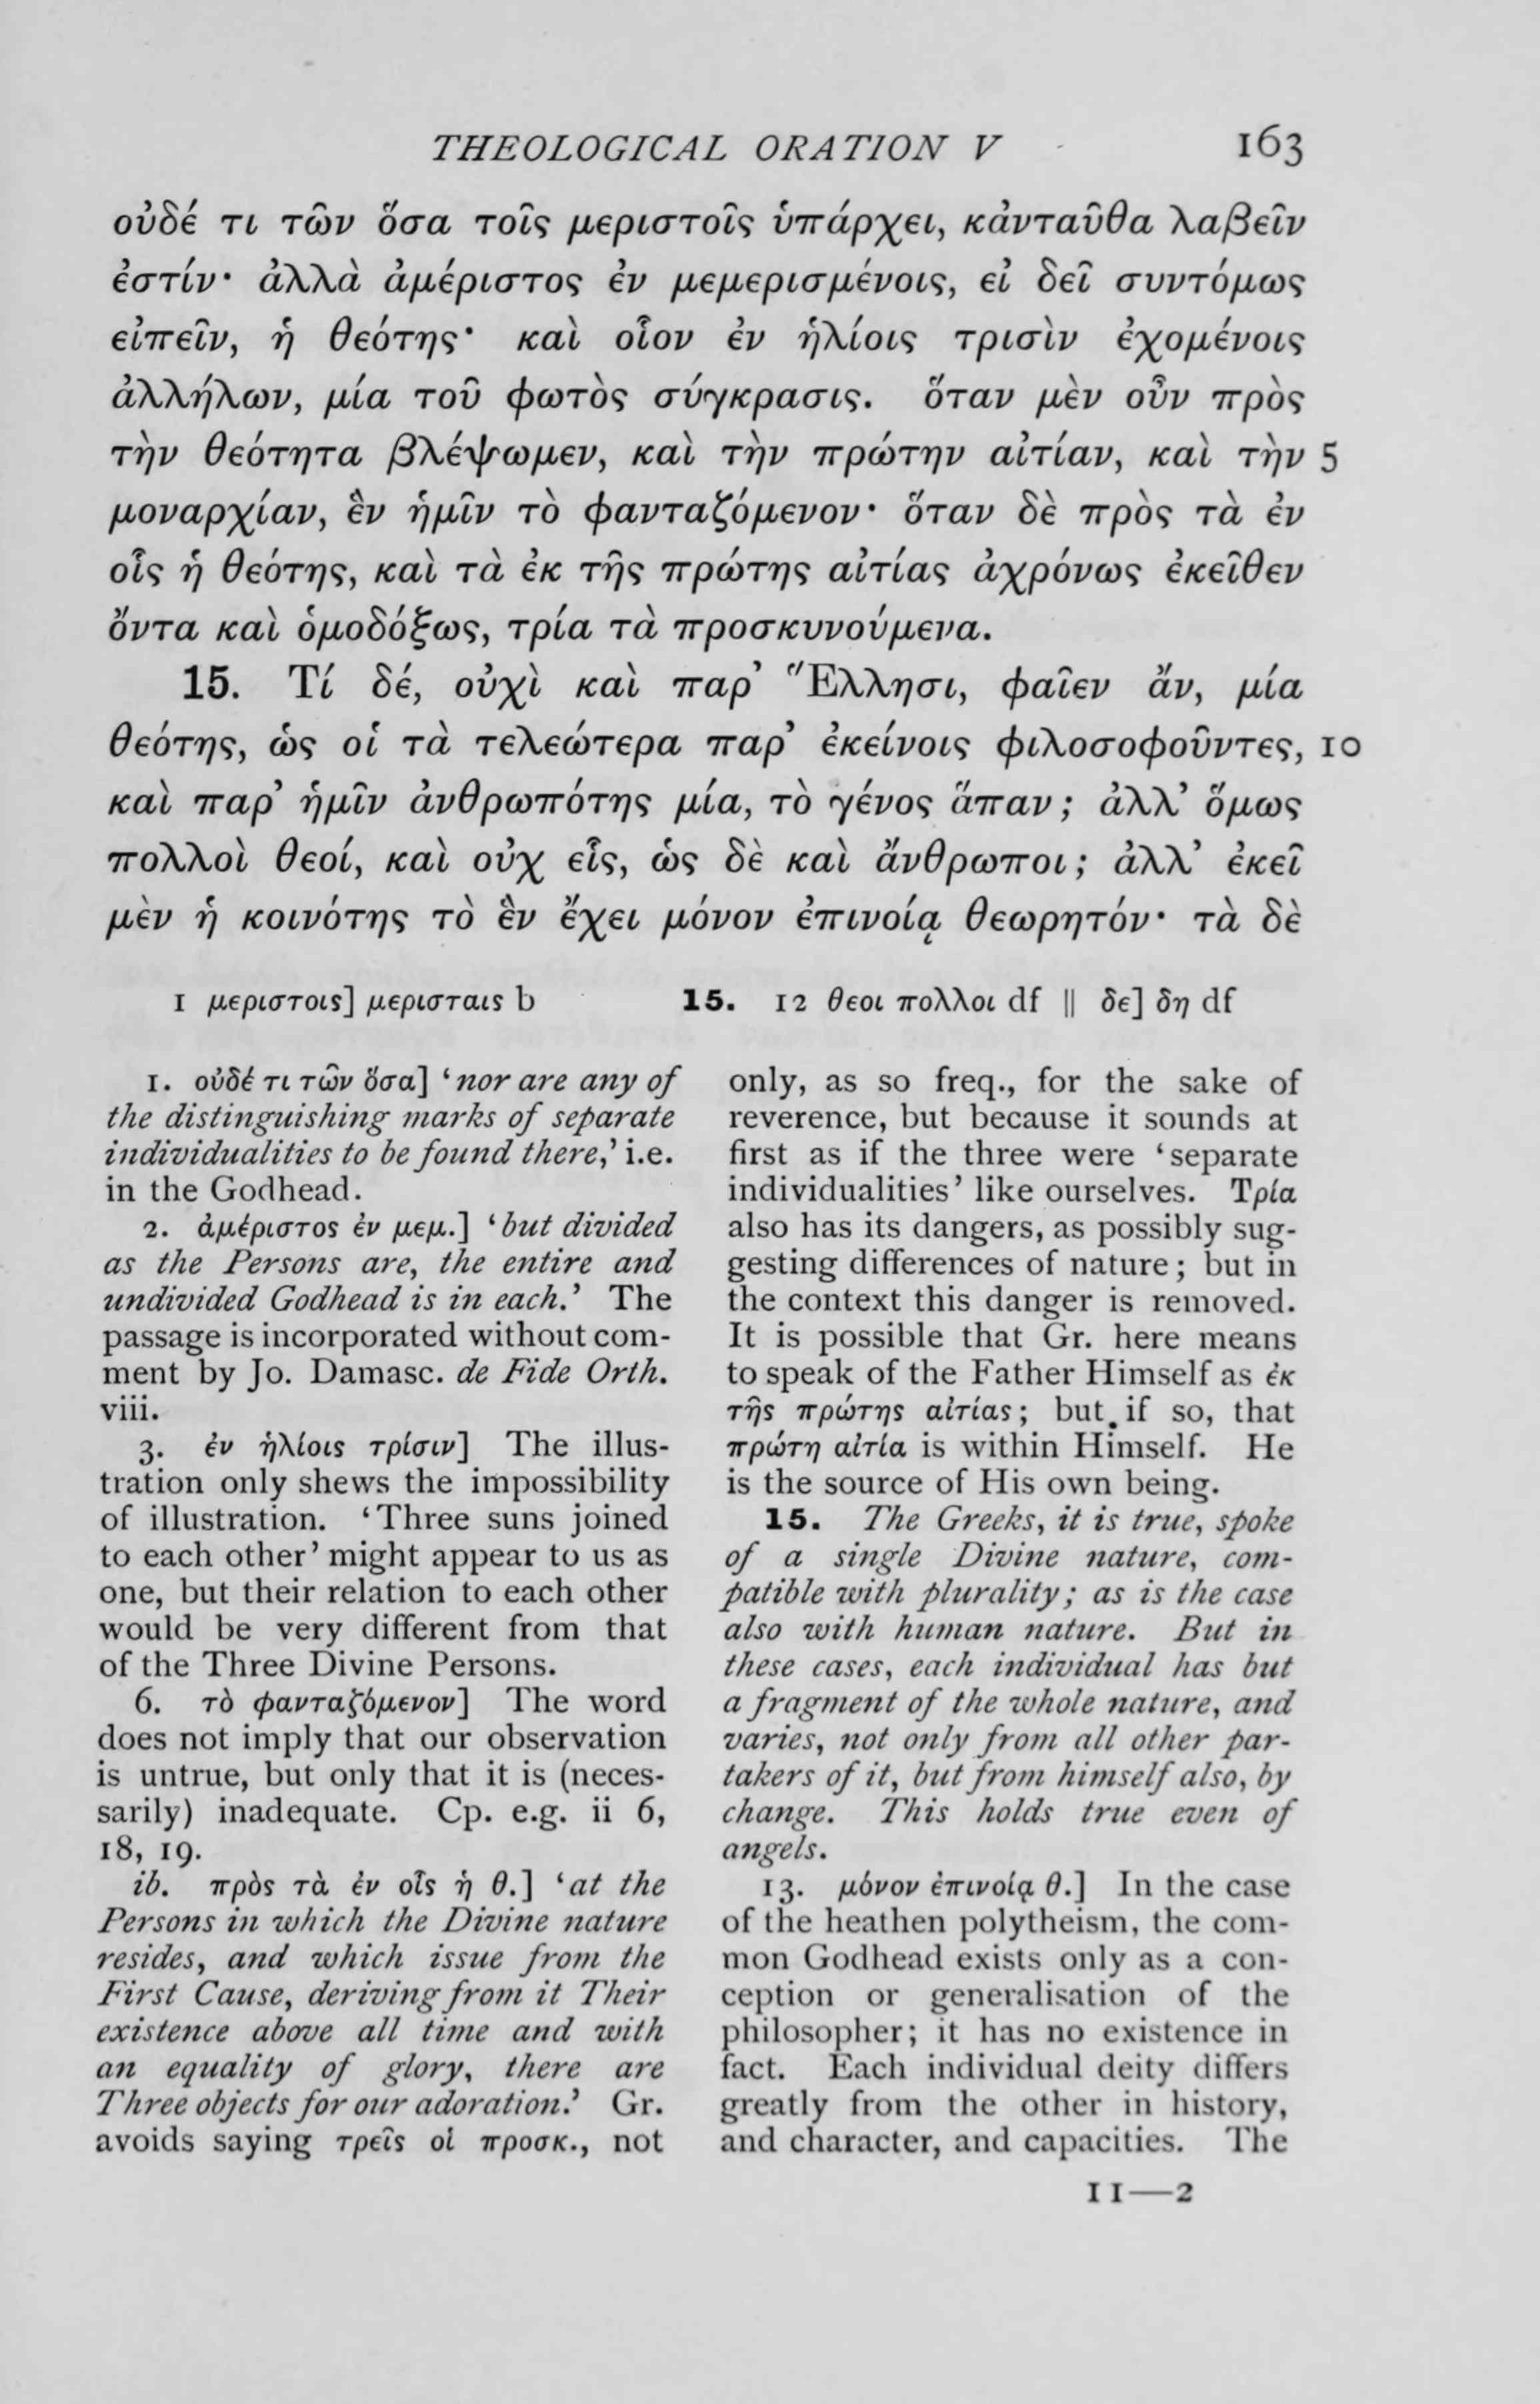 THEOLOGICAL ORATION V 163
οὐδέ τι τῶν ὅσα τοῖς μεριστοῖς ὑπάρχει, κἀνταῦθα λαβεῖν
ἐστίν· ἀλλὰ ἀμέριστος ἐν μεμερισμένοις, εἰ δεῖ συντόμως
εἰπεῖν, ἡ θεότης· καὶ οἷον ἐν ἡλίοις τρισὶν ἐχομένοις
ἀλλήλων, μία τοῦ φωτὸς σύγκρασις. ὅταν μὲν οὖν πρὸς
τὴν θεότητα βλέψωμεν, καὶ τὴν πρώτην αἰτίαν, καὶ τὴν 5
μοναρχίαν, ἓν ἡμῖν τὸ φανταζόμενον· ὅταν δὲ πρὸς τὰ ἐν
οἷς ἡ θεότης, καὶ τὰ ἐκ τῆς πρώτης αἰτίας ἀχρόνως ἐκεῖθεν
ὄντα καὶ ὁμοδόξως, τρία τὰ προσκυνούμενα.
15. Τί δέ, οὐχὶ καὶ παρ’ Ἕλλησι, φαῖεν ἄν, μία
θεότης, ὡς οἱ τὰ τελεώτερα παρ’ ἐκείνοις φιλοσοφοῦντες, 10
καὶ παρ’ ἡμῖν ἀνθρωπότης μία, τὸ γένος ἅπαν; ἀλλ’ ὅμως
πολλοὶ θεοί, καὶ οὐχ εἷς, ὡς δὲ καὶ ἄνθρωποι; ἀλλ’ ἐκεῖ
μὲν ἡ κοινότης τὸ ἓν ἔχει μόνον ἐπινοίᾳ θεωρητόν· τὰ δὲ
1 μεριστοις] μερισταις b 15. 12 θεοι πολλοι df || δε] δη df
1. οὐδέ τι τῶν ὅσα] ‘nor are any of
the distinguishing marks of separate
individualities to be found there,’ i.e.
in the Godhead.
2. ἀμέριστος ἐν μεμ.] ‘but divided
as the Persons are, the entire and
undivided Godhead is in each.’ The
passage is incorporated without com-
ment by Jo. Damasc. de Fide Orth.
viii.
3. ἐν ἡλίοις τρίσιν] The illus-
tration only shews the impossibility
of illustration. ‘Three suns joined
to each other’ might appear to us as
one, but their relation to each other
would be very different from that
of the Three Divine Persons.
6. τὸ φανταζόμενον] The word
does not imply that our observation
is untrue, but only that it is (neces-
sarily) inadequate. Cp. e.g. ii 6,
18, 19.
ib. πρὸς τὰ ἐν οἷς ἡ θ.] ‘at the
Persons in which the Divine nature
resides, and which issue from the
First Cause, deriving from it Their
existence above all time and with
an equality of glory, there are
Three objects for our adoration.’ Gr.
avoids saying τρεῖς οἱ προσκ., not
only, as so freq., for the sake of
reverence, but because it sounds at
first as if the three were ‘separate
individualities’ like ourselves. Τρία
also has its dangers, as possibly sug-
gesting differences of nature; but in
the context this danger is removed.
It is possible that Gr. here means
to speak of the Father Himself as ἐκ
τῆς πρώτης αἰτίας; but if so, that
πρώτη αἰτία is within Himself. He
is the source of His own being.
15. The Greeks, it is true, spoke
of a single Divine nature, com-
patible with plurality; as is the case
also with human nature. But in
these cases, each individual has but
a fragment of the whole nature, and
varies, not only from all other par-
takers of it, but from himself also, by
change. This holds true even of
angels.
13. μόνον ἐπινοίᾳ θ.] In the case
of the heathen polytheism, the com-
mon Godhead exists only as a con-
ception or generalisation of the
philosopher; it has no existence in
fact. Each individual deity differs
greatly from the other in history,
and character, and capacities. The
11—2